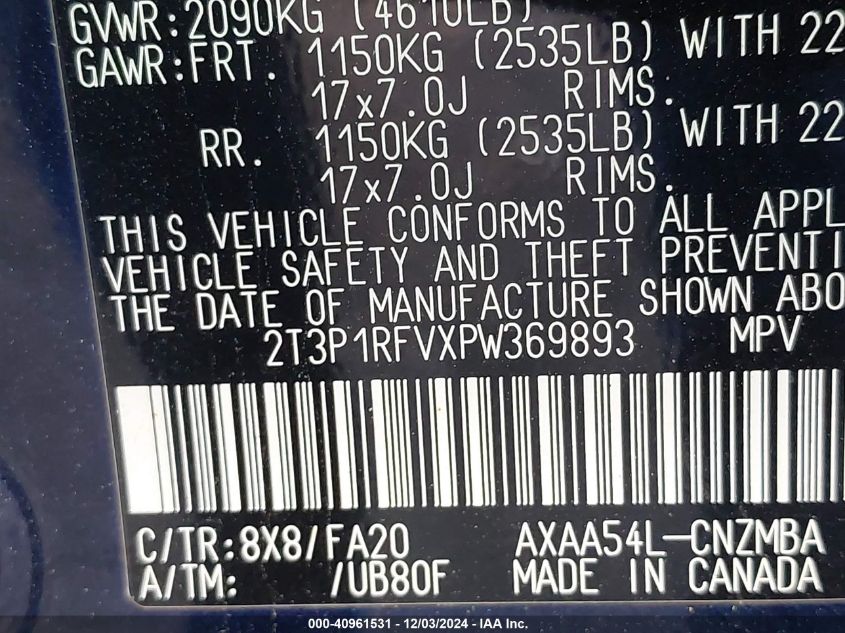 GVWR:2090KG (4610LB)
GAWR:FRT. 1150KG (2535LB) WITH 22
17x7.0J RIMS.
RR. 1150KG (2535LB) WITH 22
17x7.0J RIMS.
THIS VEHICLE CONFORMS TO ALL APPL
VEHICLE SAFETY AND THEFT PREVENTI
THE DATE OF MANUFACTURE SHOWN ABO
2T3P1RFVXPW369893 MPV
C/TR:8X8/FA20 AXAA54L-CNZMBA
A/TM: /UB80F MADE IN CANADA
000-40961531 - 12/03/2024 - IAA Inc.